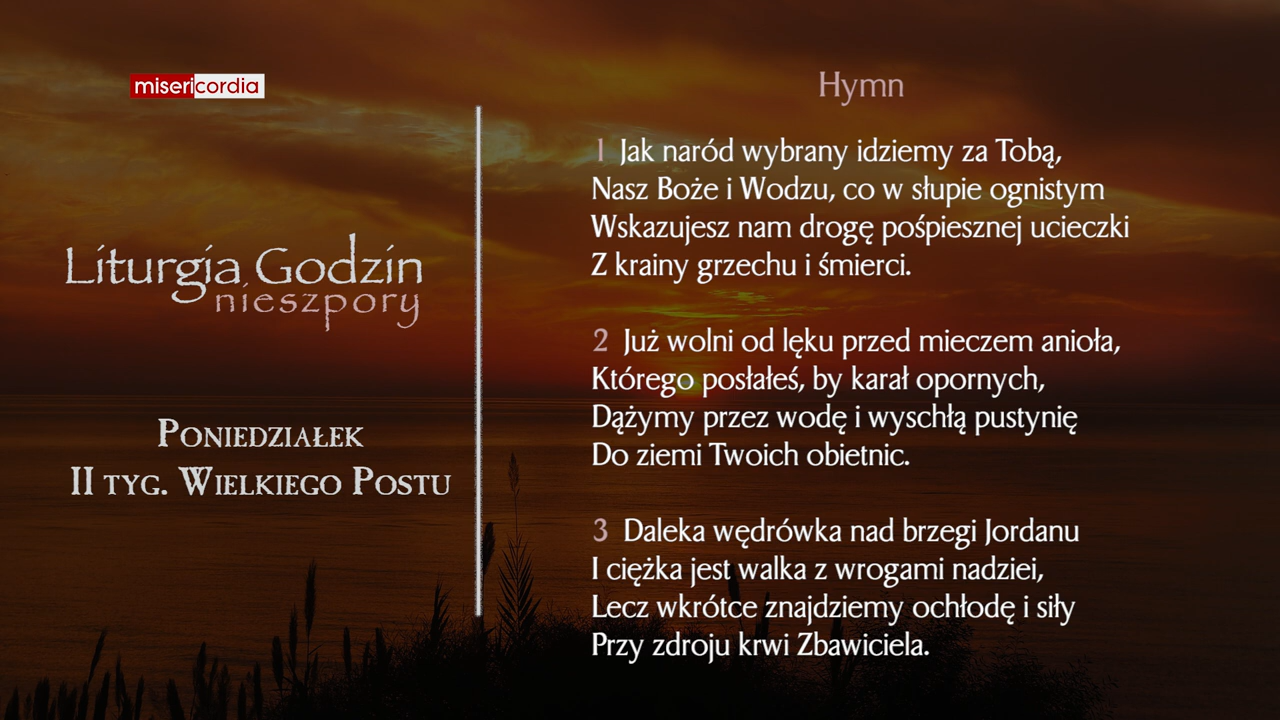 misericordia
Liturgia Godzin
nieszpory
Poniedziałek
II tyg. Wielkiego Postu
Hymn
1 Jak naród wybrany idziemy za Tobą,
Nasz Boże i Wodzu, co w słupie ognistym
Wskazujesz nam drogę pośpiesznej ucieczki
Z krainy grzechu i śmierci.
2 Już wolni od lęku przed mieczem anioła,
Którego posłałeś, by karał opornych,
Dążymy przez wodę i wyschłą pustynię
Do ziemi Twoich obietnic.
3 Daleka wędrówka nad brzegi Jordanu
I ciężka jest walka z wrogami nadziei,
Lecz wkrótce znajdziemy ochłodę i siły
Przy zdroju krwi Zbawiciela.